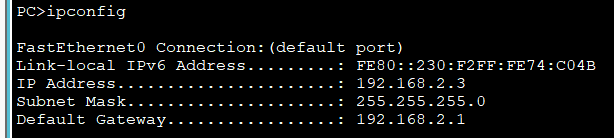 PC>ipconfig
FastEthernet0 Connection:(default port)
Link-local IPv6 Address.........: FE80::230:F2FF:FE74:C04B
IP Address......................: 192.168.2.3
Subnet Mask.....................: 255.255.255.0
Default Gateway.................: 192.168.2.1